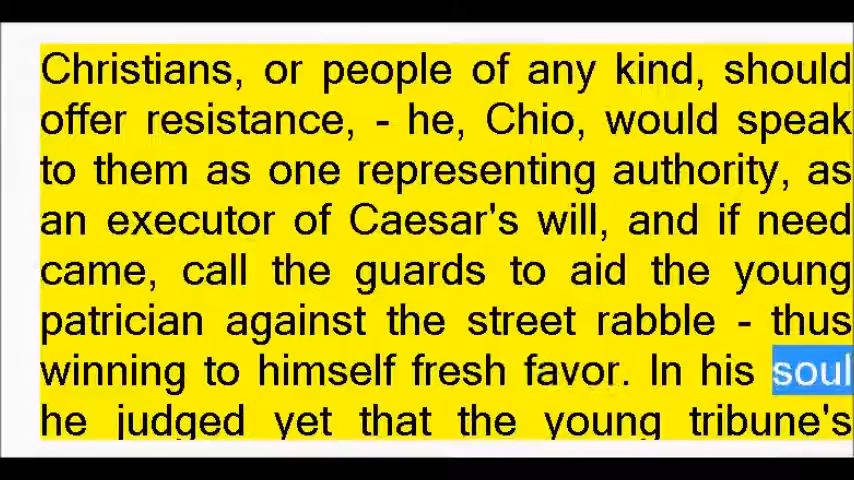 Christians, or people of any kind, should
offer resistance, - he, Chio, would speak
to them as one representing authority, as
an executor of Caesar's will, and if need
came, call the guards to aid the young
patrician against the street rabble - thus
winning to himself fresh favor. In his soul
he judged yet that the young tribune's